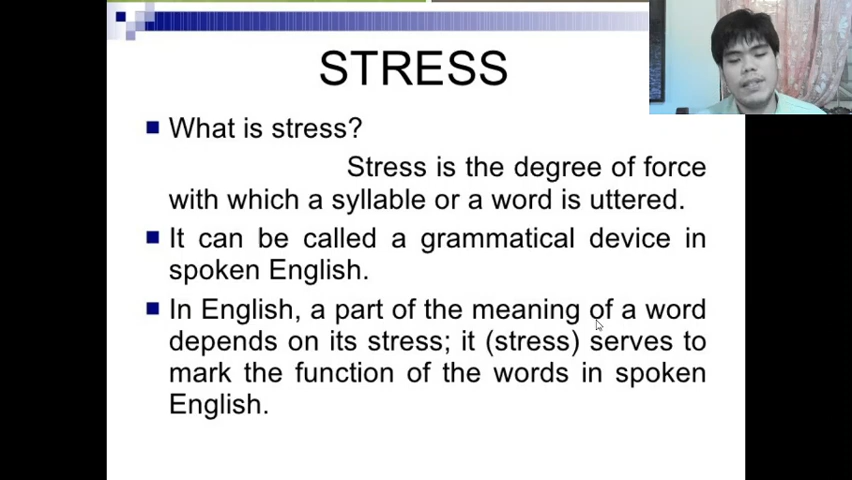 STRESS
What is stress?
Stress is the degree of force
with which a syllable or a word is uttered.
It can be called a grammatical device in
spoken English.
In English, a part of the meaning of a word
depends on its stress; it (stress) serves to
mark the function of the words in spoken
English.